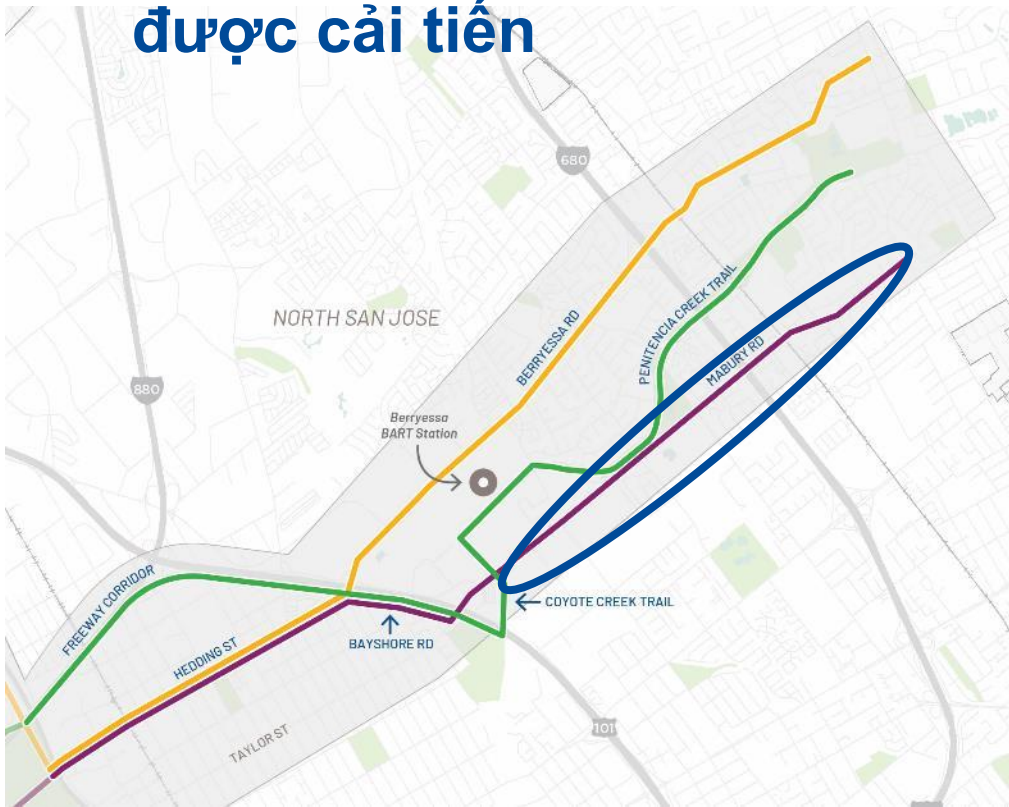 được cải tiến
680
NORTH SAN JOSE
BERRYESSA RD
PENITENCIA CREEK TRAIL
MABURY RD
880
Berryessa
BART Station
FREEWAY CORRIDOR
COYOTE CREEK TRAIL
BAYSHORE RD
HEDDING ST
TAYLOR ST
101